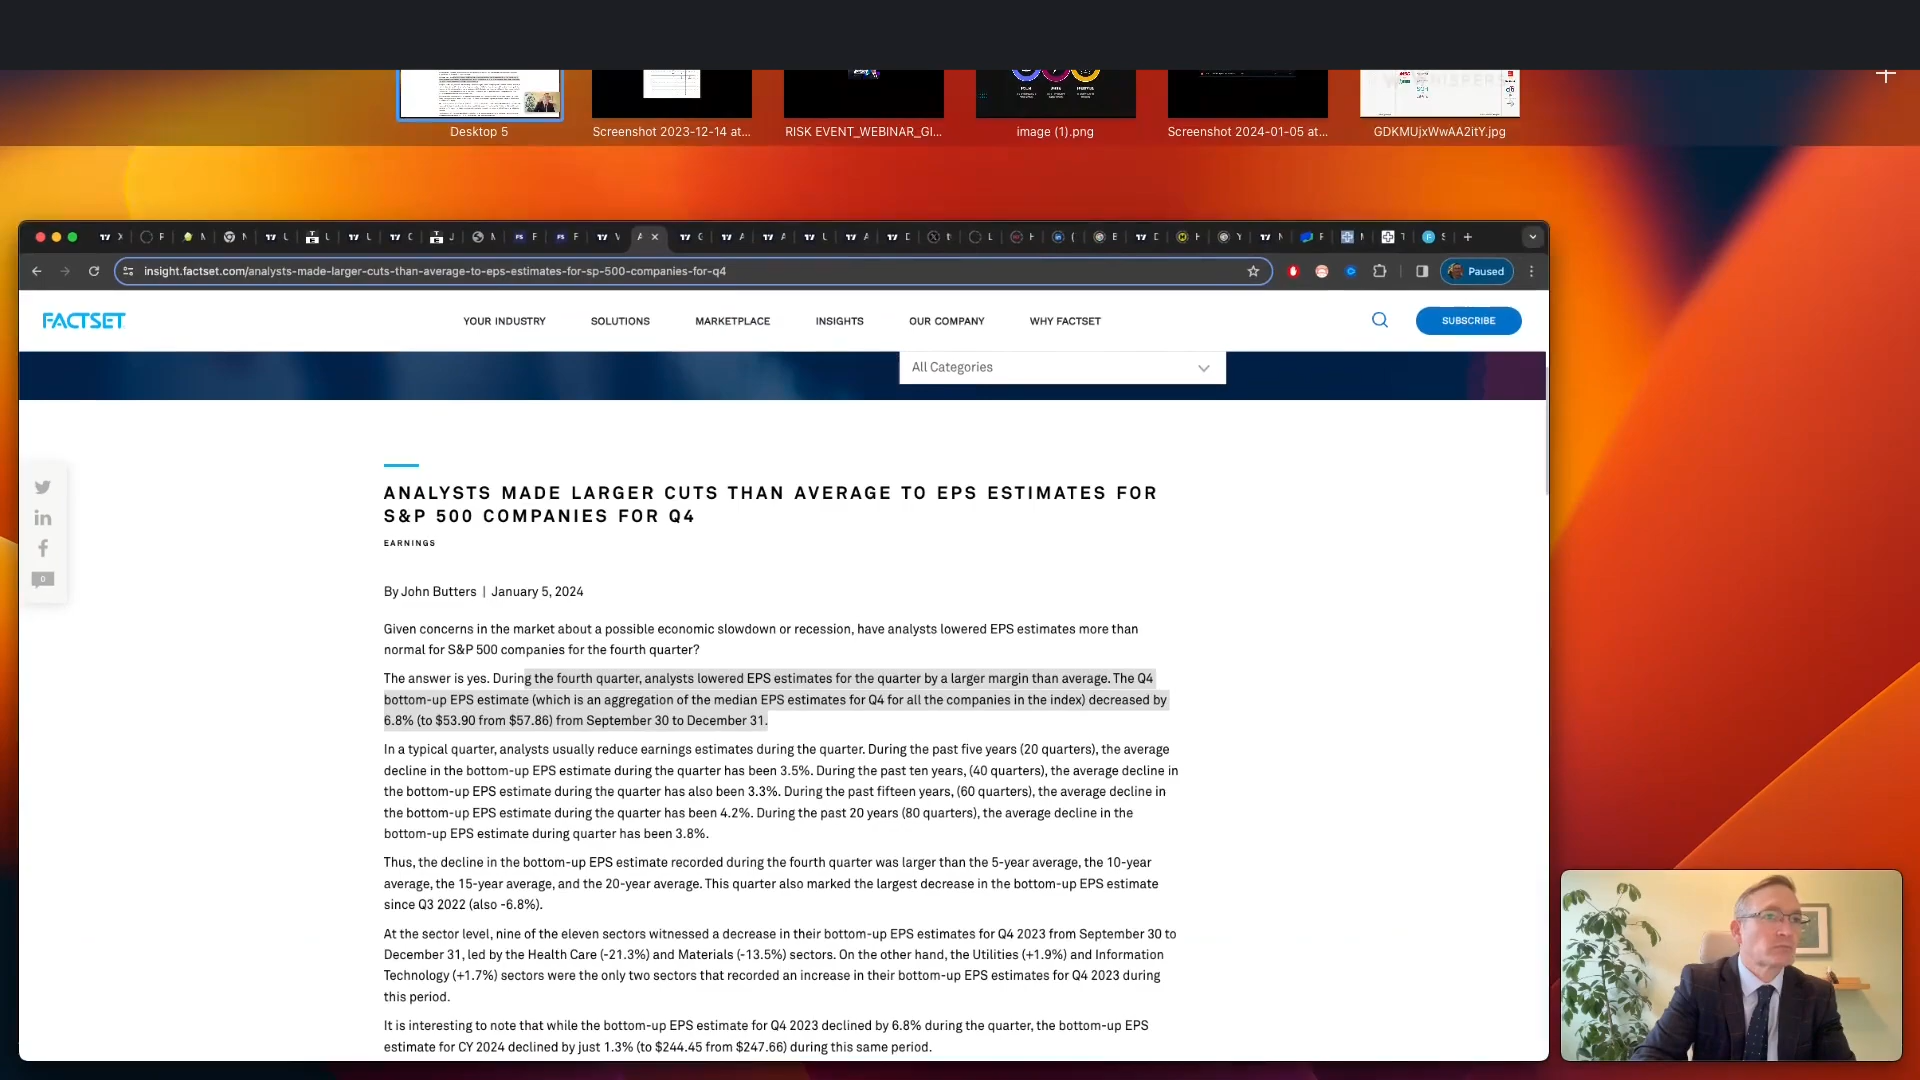 Desktop 5
Screenshot 2023-12-14 at...
RISK EVENT_WEBINAR_GI...
image (1).png
Screenshot 2024-01-05 at...
GDKMUjxWwAA2itY.jpg
insight.factset.com/analysts-made-larger-cuts-than-average-to-eps-estimates-for-sp-500-companies-for-q4
Paused
FACTSET
YOUR INDUSTRY
SOLUTIONS
MARKETPLACE
INSIGHTS
OUR COMPANY
WHY FACTSET
SUBSCRIBE
All Categories
ANALYSTS MADE LARGER CUTS THAN AVERAGE TO EPS ESTIMATES FOR
S&P 500 COMPANIES FOR Q4
EARNINGS
0
By John Butters | January 5, 2024
Given concerns in the market about a possible economic slowdown or recession, have analysts lowered EPS estimates more than
normal for S&P 500 companies for the fourth quarter?
The answer is yes. During the fourth quarter, analysts lowered EPS estimates for the quarter by a larger margin than average. The Q4
bottom-up EPS estimate (which is an aggregation of the median EPS estimates for Q4 for all the companies in the index) decreased by
6.8% (to $53.90 from $57.86) from September 30 to December 31.
In a typical quarter, analysts usually reduce earnings estimates during the quarter. During the past five years (20 quarters), the average
decline in the bottom-up EPS estimate during the quarter has been 3.5%. During the past ten years, (40 quarters), the average decline in
the bottom-up EPS estimate during the quarter has also been 3.3%. During the past fifteen years, (60 quarters), the average decline in
the bottom-up EPS estimate during the quarter has been 4.2%. During the past 20 years (80 quarters), the average decline in the
bottom-up EPS estimate during quarter has been 3.8%.
Thus, the decline in the bottom-up EPS estimate recorded during the fourth quarter was larger than the 5-year average, the 10-year
average, the 15-year average, and the 20-year average. This quarter also marked the largest decrease in the bottom-up EPS estimate
since Q3 2022 (also -6.8%).
At the sector level, nine of the eleven sectors witnessed a decrease in their bottom-up EPS estimates for Q4 2023 from September 30 to
December 31, led by the Health Care (-21.3%) and Materials (-13.5%) sectors. On the other hand, the Utilities (+1.9%) and Information
Technology (+1.7%) sectors were the only two sectors that recorded an increase in their bottom-up EPS estimates for Q4 2023 during
this period.
It is interesting to note that while the bottom-up EPS estimate for Q4 2023 declined by 6.8% during the quarter, the bottom-up EPS
estimate for CY 2024 declined by just 1.3% (to $244.45 from $247.66) during this same period.